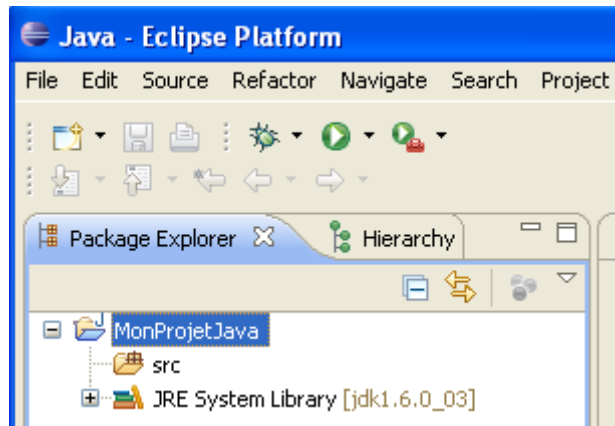 Java - Eclipse Platform
File Edit Source Refactor Navigate Search Project
Package Explorer Hierarchy
MonProjetJava
src
JRE System Library [jdk1.6.0_03]